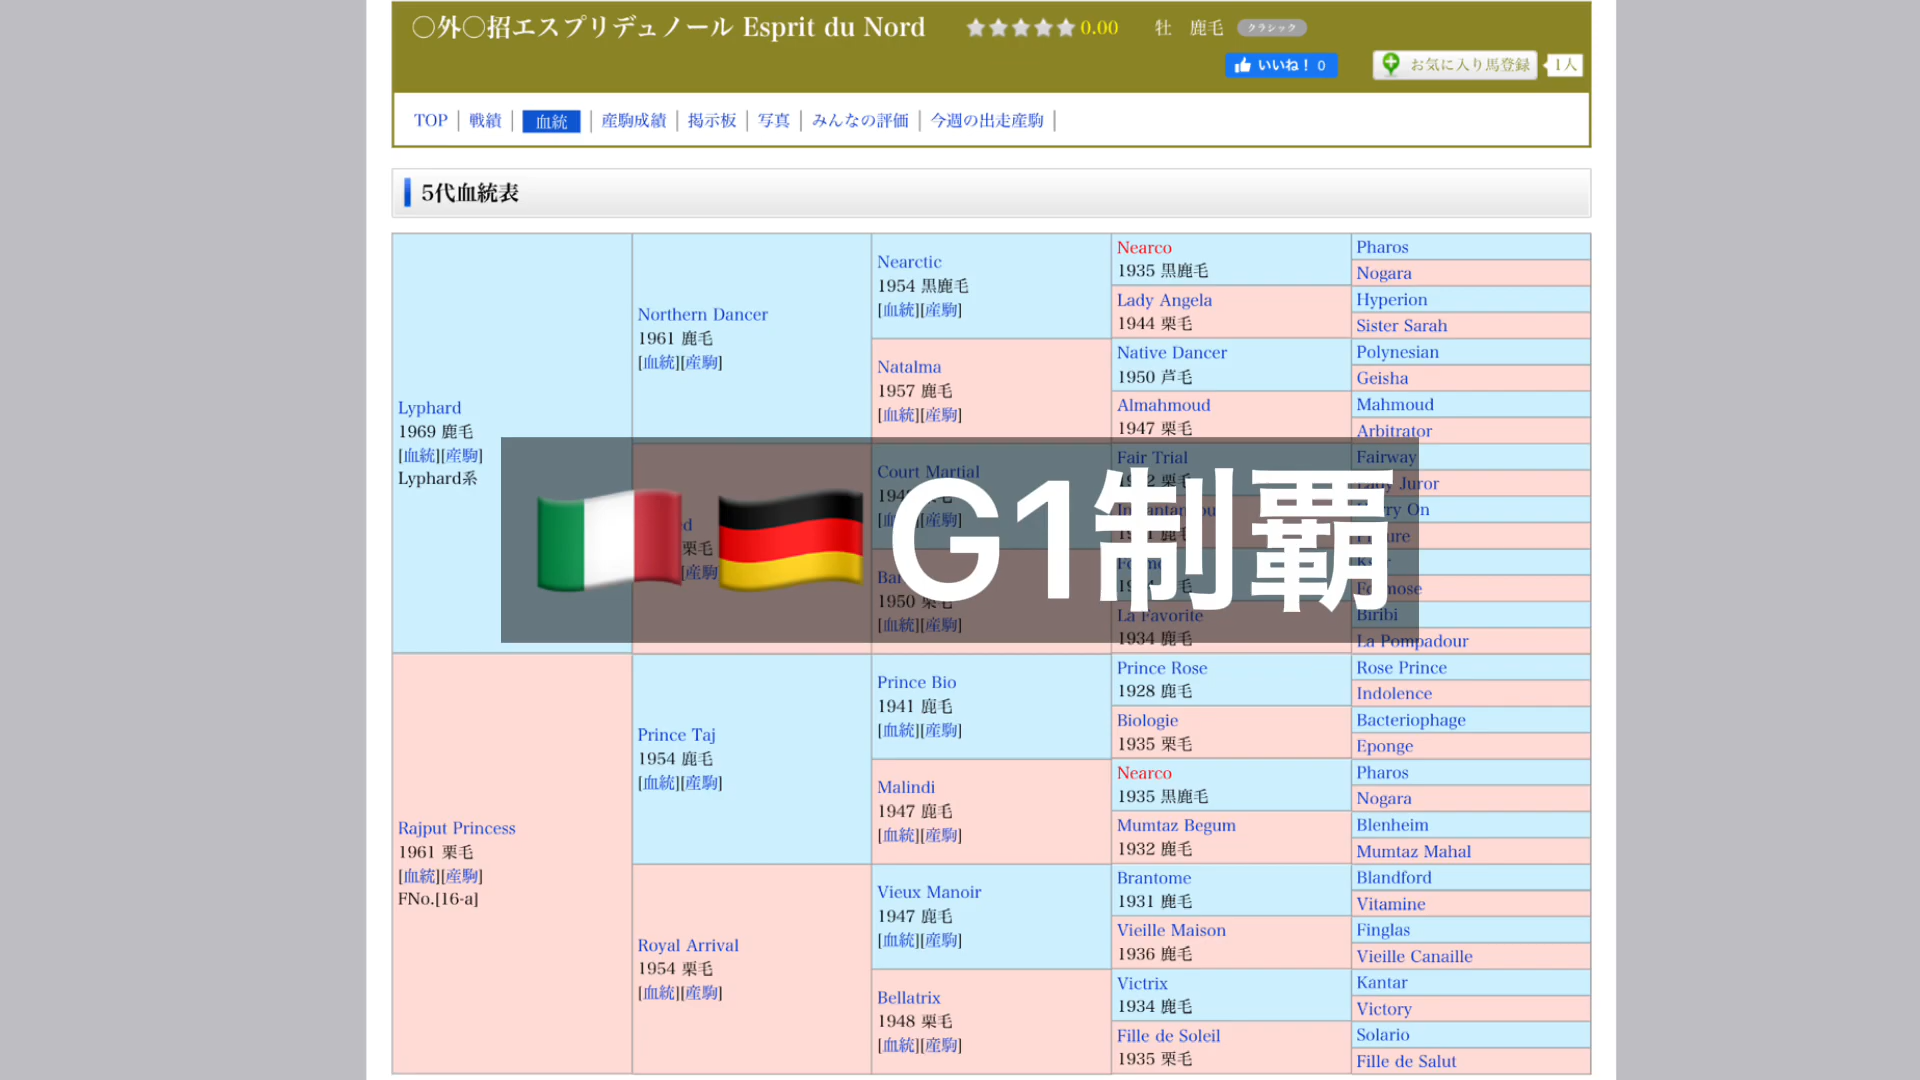 ○外○招エスプリデュノール Esprit du Nord
0.00
牡 鹿毛
クラシック
いいね！ 0
お気に入り馬登録
1人
TOP
戦績
血統
産駒成績
掲示板
写真
みんなの評価
今週の出走産駒
5代血統表
Lyphard
1969 鹿毛
[血統][産駒]
Lyphard系
Northern Dancer
1961 鹿毛
[血統][産駒]
Nearctic
1954 黒鹿毛
[血統][産駒]
Nearco
1935 黒鹿毛
Pharos
Nogara
Lady Angela
1944 栗毛
Hyperion
Sister Sarah
Natalma
1957 鹿毛
[血統][産駒]
Native Dancer
1950 芦毛
Polynesian
Geisha
Almahmoud
1947 栗毛
Mahmoud
Arbitrator
G1制覇
栗毛
産駒
Court Martial
Fair Trial
Fairway
Juror
1950 栗毛
[血統][産駒]
La Favorite
1934 鹿毛
Biribi
La Pompadour
Rajput Princess
1961 栗毛
[血統][産駒]
FNo.[16-a]
Prince Taj
1954 鹿毛
[血統][産駒]
Prince Bio
1941 鹿毛
[血統][産駒]
Prince Rose
1928 鹿毛
Rose Prince
Indolence
Biologie
1935 栗毛
Bacteriophage
Eponge
Malindi
1947 鹿毛
[血統][産駒]
Nearco
1935 黒鹿毛
Pharos
Nogara
Mumtaz Begum
1932 鹿毛
Blenheim
Mumtaz Mahal
Royal Arrival
1954 栗毛
[血統][産駒]
Vieux Manoir
1947 鹿毛
[血統][産駒]
Brantome
1931 鹿毛
Blandford
Vitamine
Vieille Maison
1936 鹿毛
Finglas
Vieille Canaille
Bellatrix
1948 栗毛
[血統][産駒]
Victrix
1934 鹿毛
Kantar
Victory
Fille de Soleil
1935 栗毛
Solario
Fille de Salut